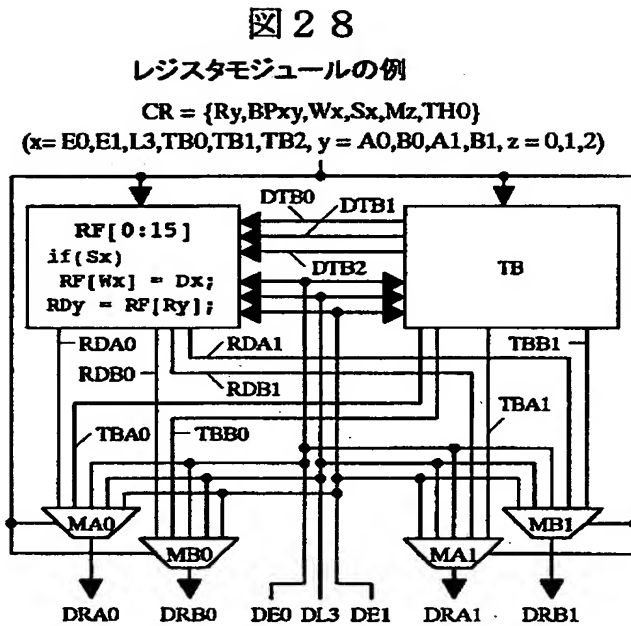 図28
レジスタモジュールの例
CR = {Ry,BPxy,Wx,Sx,Mz,TH0}
(x= E0,E1,L3,TB0,TB1,TB2, y = A0,B0,A1,B1, z = 0,1,2)
DTB0
DTB1
RF[0:15]
if(Sx)
RF[Wx] = Dx;
RDy = RF[Ry];
DTB2
TB
RDA0
RDA1
TBB1
RDB0
RDB1
TBA0
TBB0
TBA1
MA0
MB0
MA1
MB1
DRA0
DRB0
DE0
DL3
DE1
DRA1
DRB1